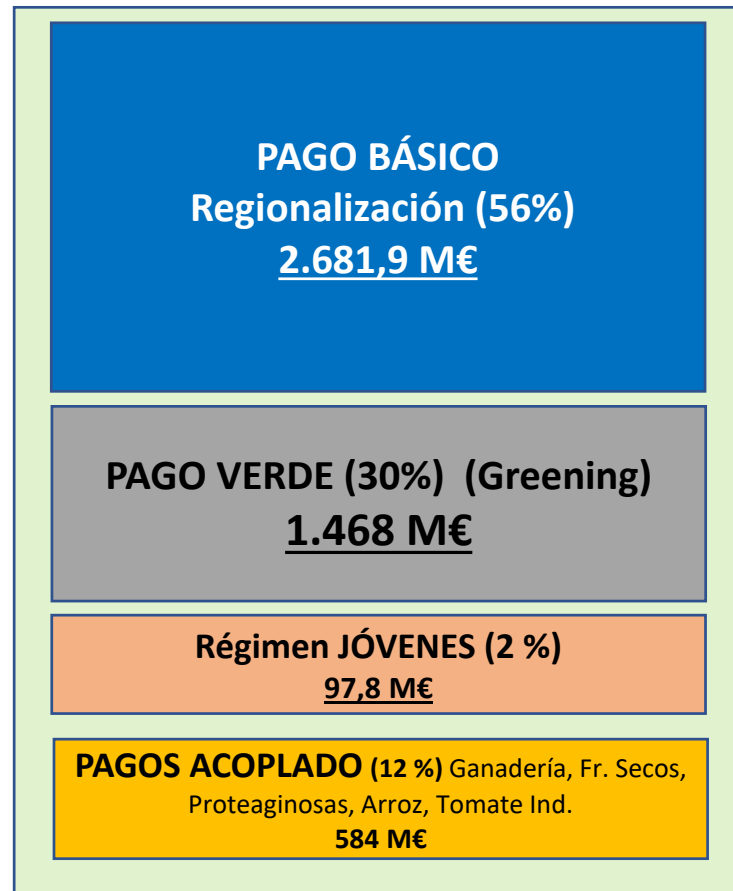 PAGO BÁSICO
Regionalización (56%)
2.681,9 M€
PAGO VERDE (30%) (Greening)
1.468 M€
Régimen JÓVENES (2 %)
97,8 M€
PAGOS ACOPLADO (12 %) Ganadería, Fr. Secos,
Proteaginosas, Arroz, Tomate Ind.
584 M€